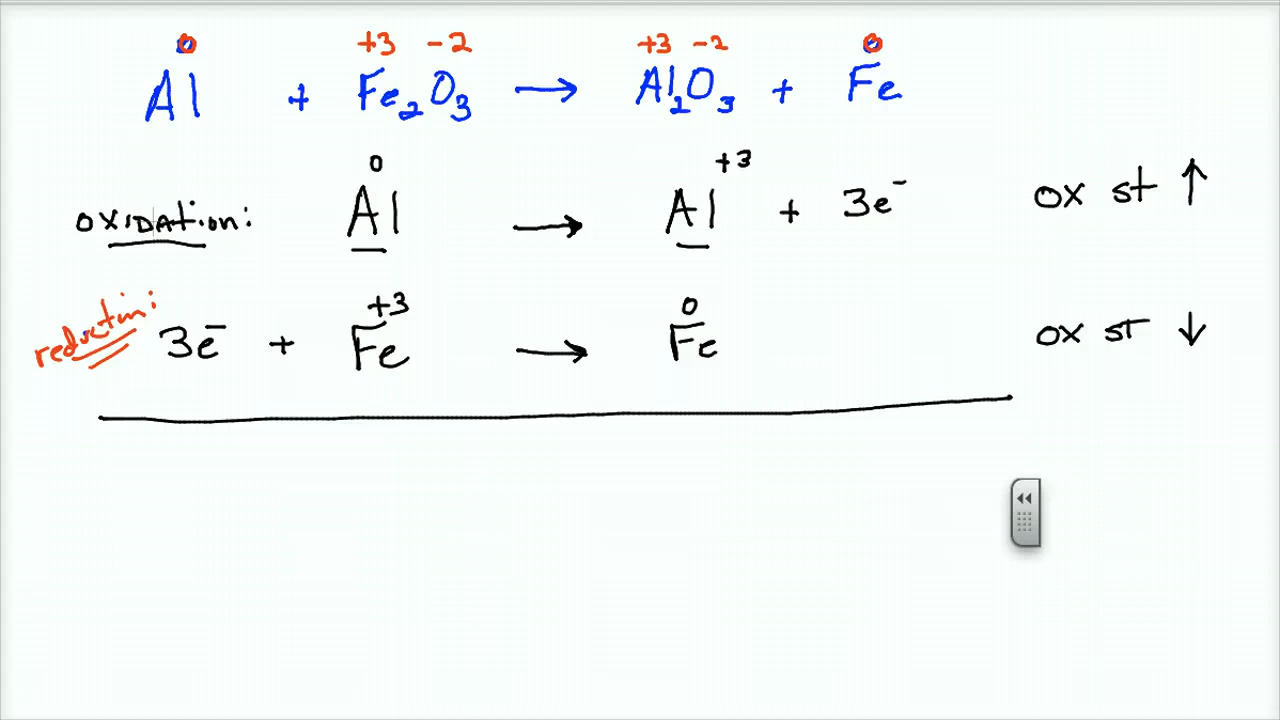 0 +3 -2 +3 -2 0
Al + Fe₂O₃ → Al₂O₃ + Fe
0 +3
oxidation: Al → Al + 3e⁻ ox st ↑
+3 0
reduction: 3e⁻ + Fe → Fe ox st ↓